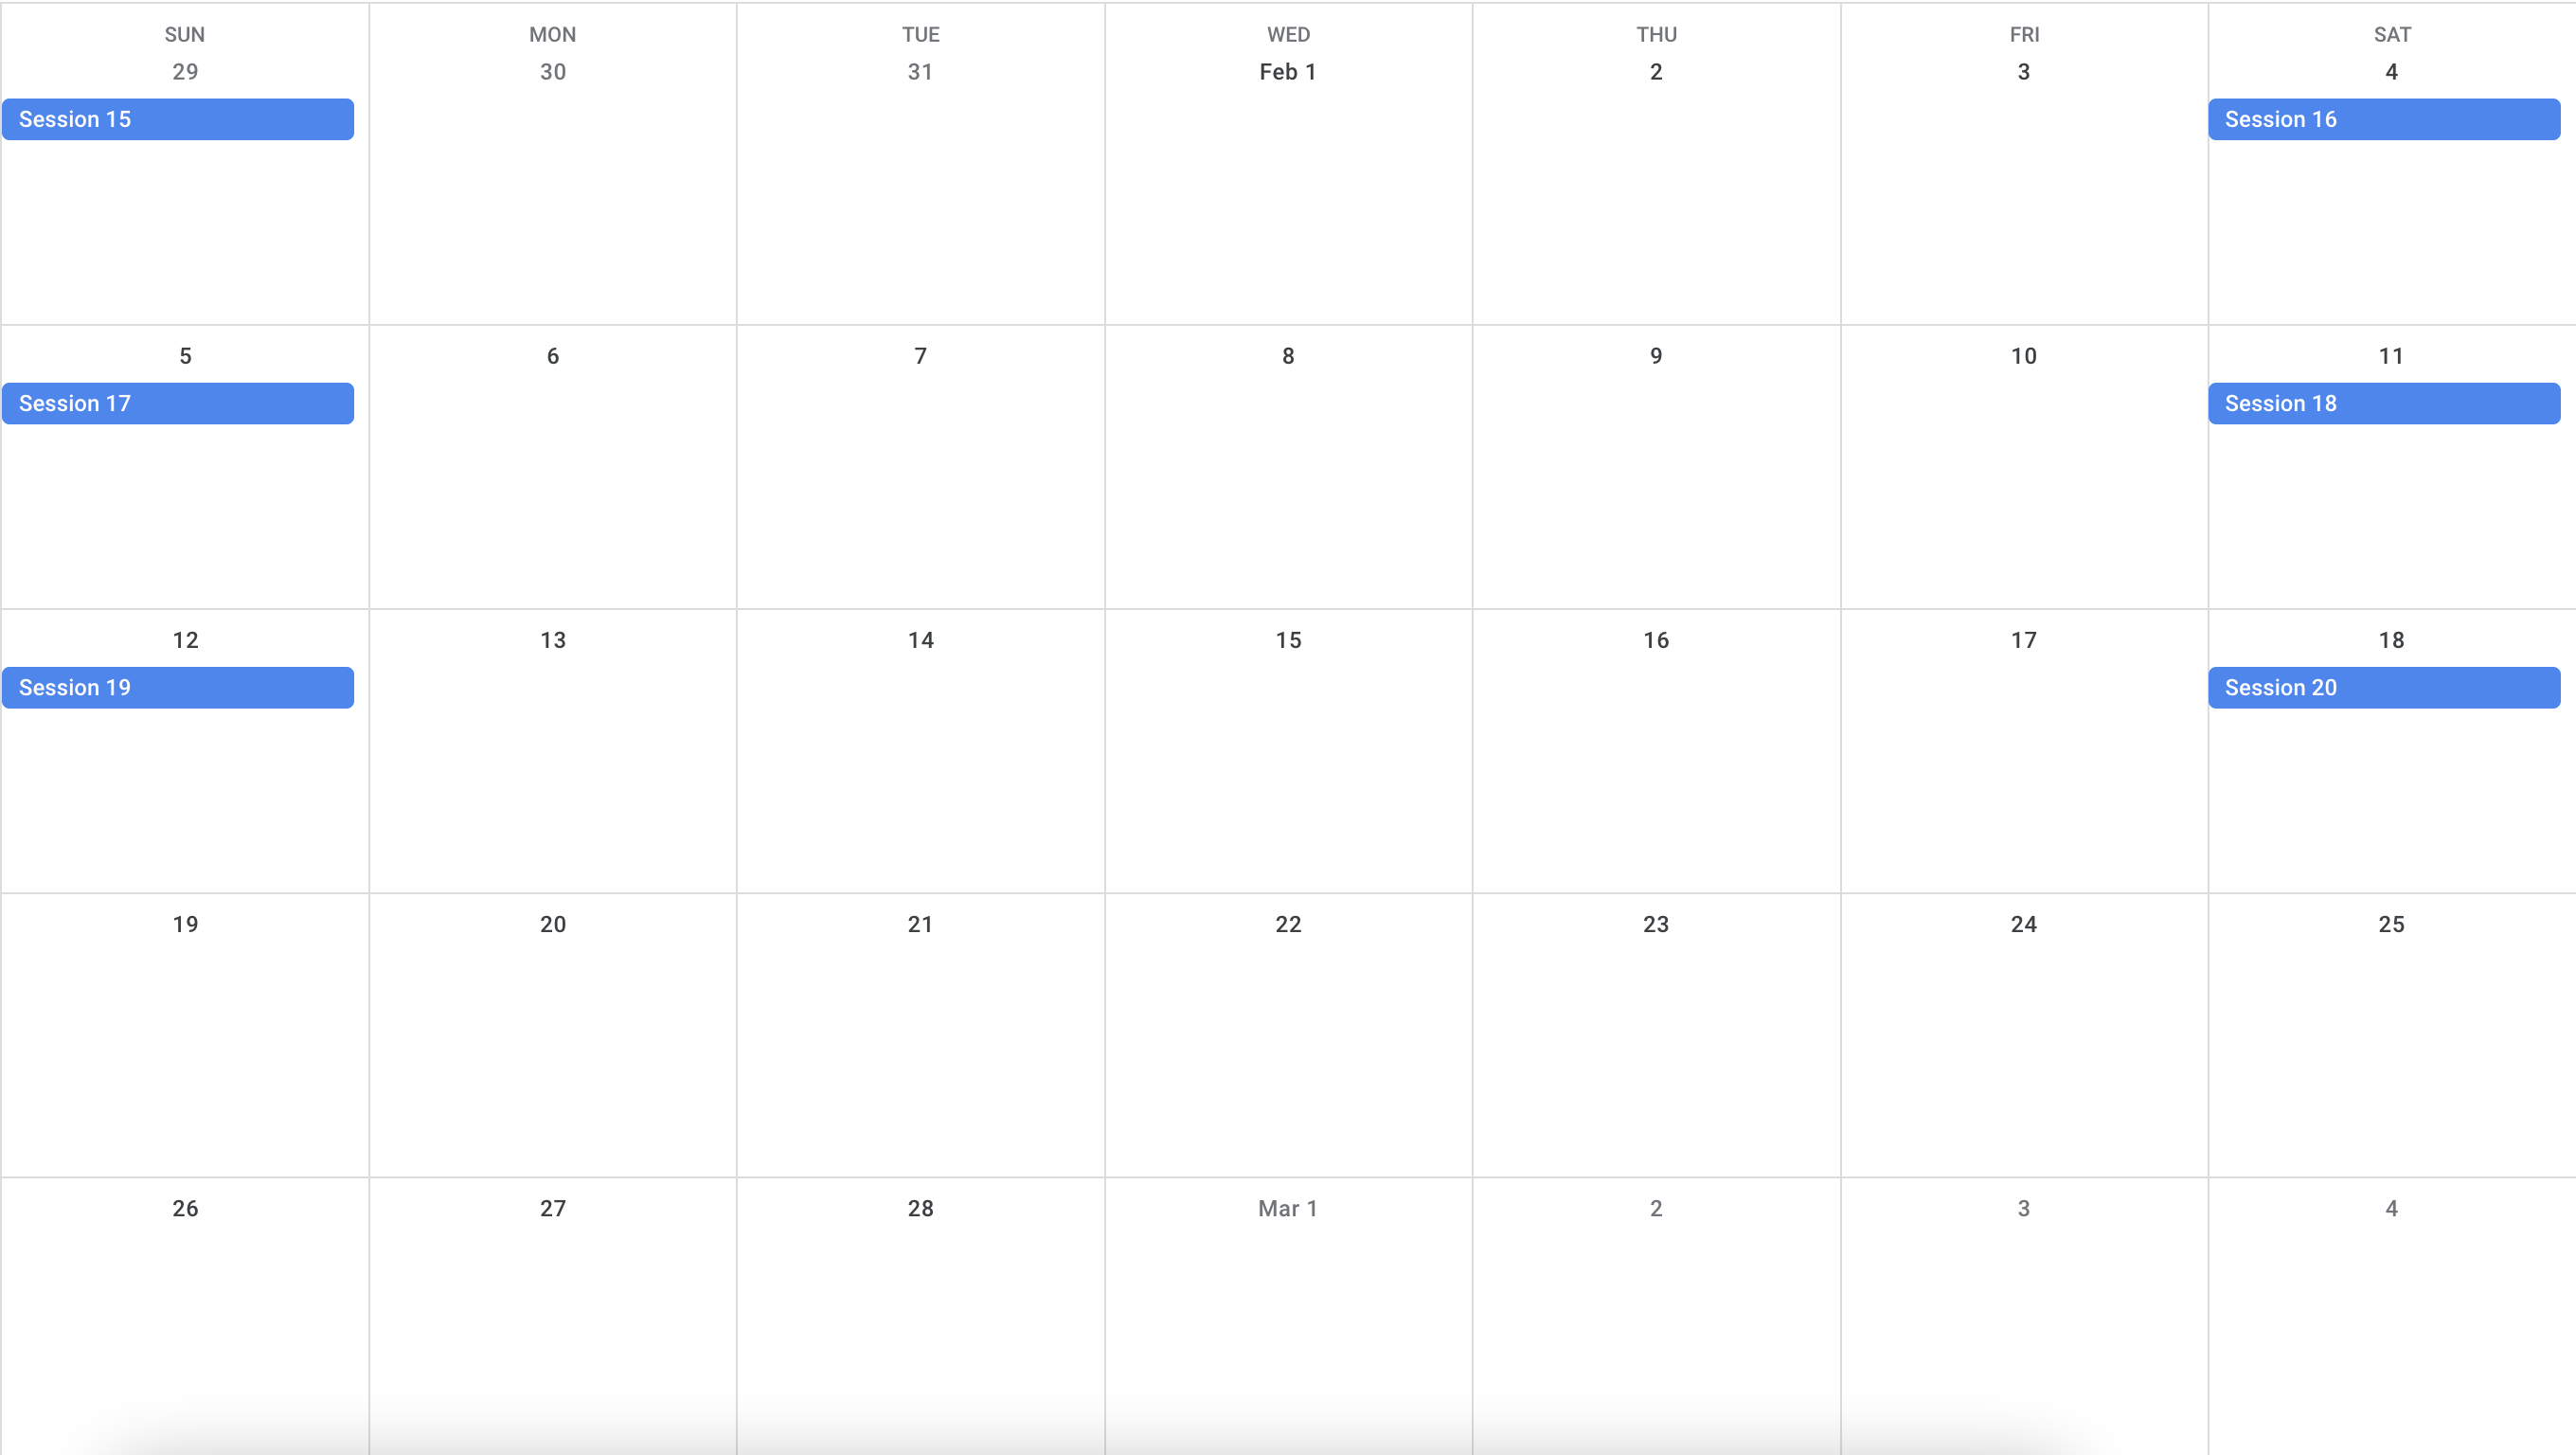 SUN MON TUE WED THU FRI SAT
29 30 31 Feb 1 2 3 4
Session 15 Session 16
5 6 7 8 9 10 11
Session 17 Session 18
12 13 14 15 16 17 18
Session 19 Session 20
19 20 21 22 23 24 25
26 27 28 Mar 1 2 3 4